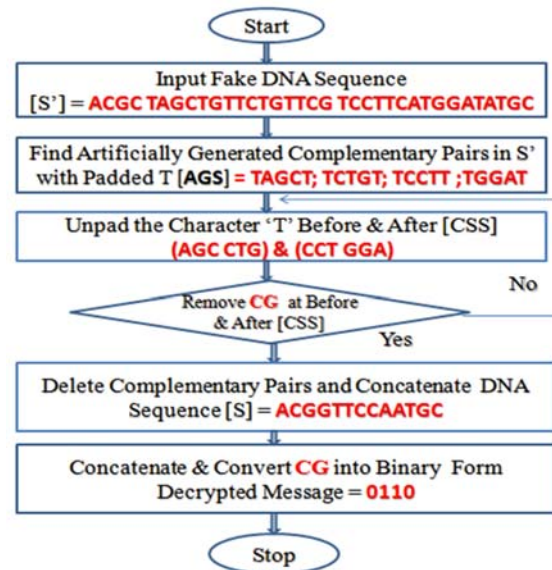 Start
Input Fake DNA Sequence
[S’] = ACGC TAGCTGTTCTGTTCG TCCTTCATGGATATGC
Find Artificially Generated Complementary Pairs in S’
with Padded T [AGS] = TAGCT; TCTGT; TCCTT ;TGGAT
Unpad the Character ‘T’ Before & After [CSS]
(AGC CTG) & (CCT GGA)
Remove CG at Before
& After [CSS]
No
Yes
Delete Complementary Pairs and Concatenate DNA
Sequence [S] = ACGGTTCCAATGC
Concatenate & Convert CG into Binary Form
Decrypted Message = 0110
Stop